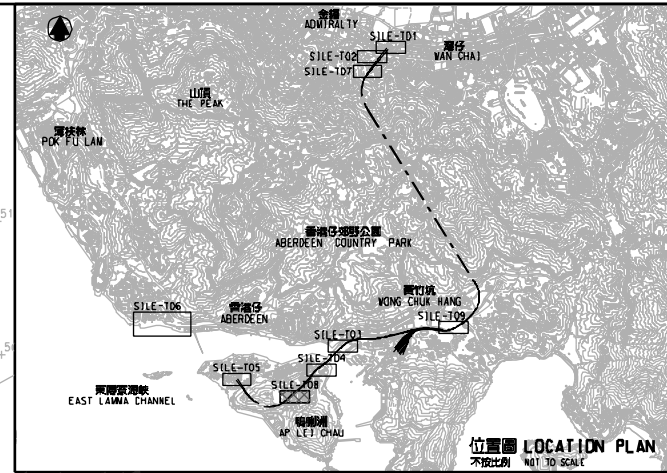 金鐘
ADMIRALTY
SILE-T01
SILE-T02
SILE-T07
灣仔
WAN CHAI
山頂
THE PEAK
薄扶林
POK FU LAM
香港仔郊野公園
ABERDEEN COUNTRY PARK
黃竹坑
WONG CHUK HANG
SILE-T09
SILE-T06
香港仔
ABERDEEN
SILE-T03
SILE-T04
SILE-T05
SILE-T08
東博寮海峽
EAST LAMMA CHANNEL
鴨脷洲
AP LEI CHAU
位置圖 LOCATION PLAN
不按比例 NOT TO SCALE